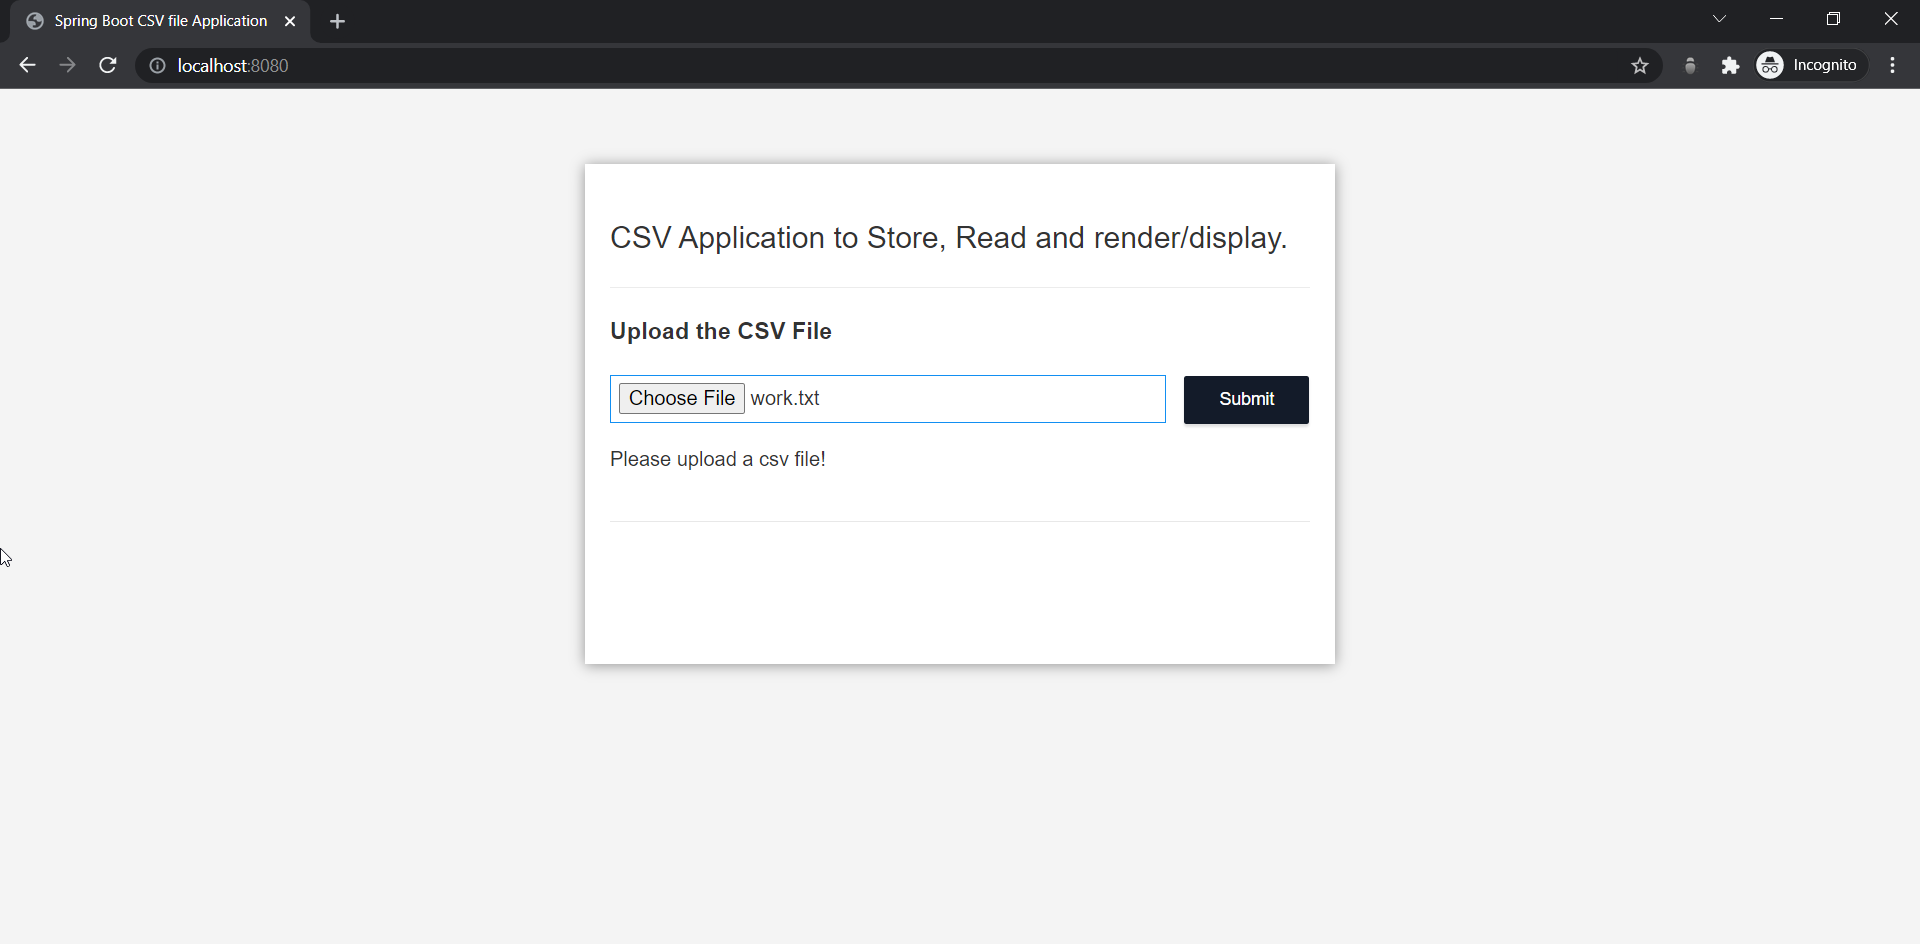 Spring Boot CSV file Application
localhost:8080
Incognito
CSV Application to Store, Read and render/display.
Upload the CSV File
Choose File work.txt
Submit
Please upload a csv file!